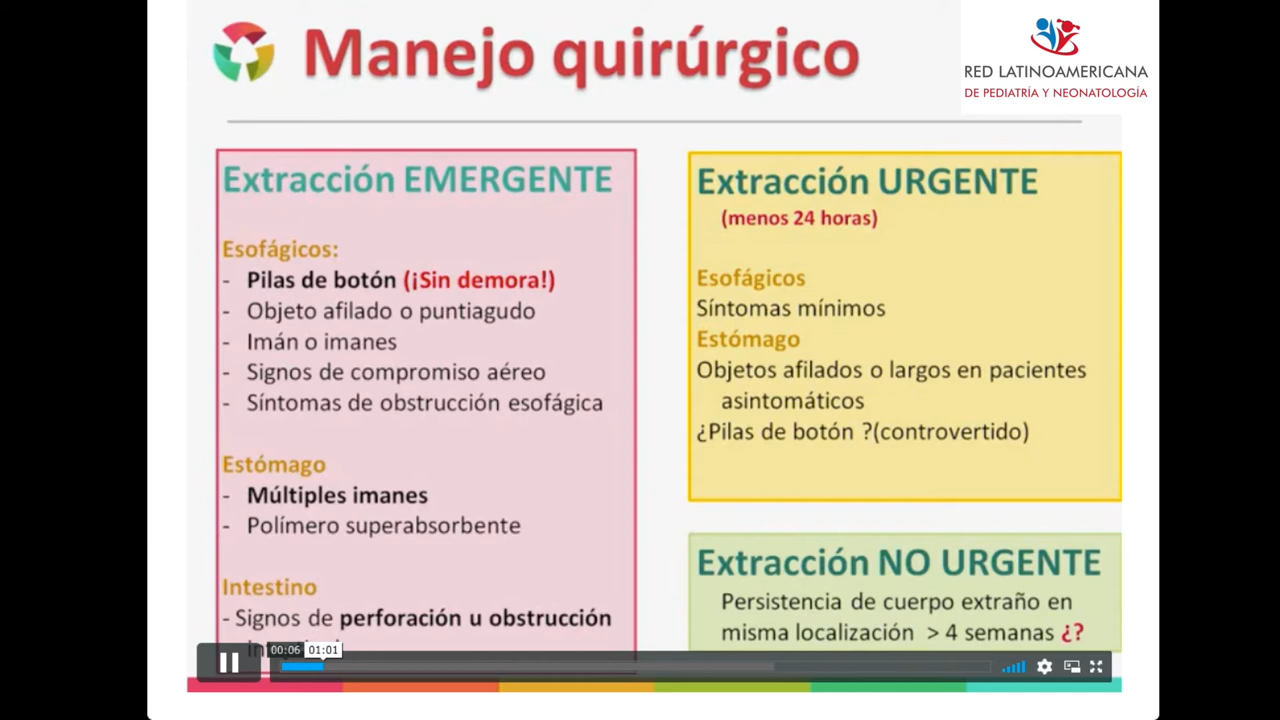 Manejo quirúrgico
RED LATINOAMERICANA
DE PEDIATRÍA Y NEONATOLOGÍA
Extracción EMERGENTE
Esofágicos:
- Pilas de botón (¡Sin demora!)
- Objeto afilado o puntiagudo
- Imán o imanes
- Signos de compromiso aéreo
- Síntomas de obstrucción esofágica
Estómago
- Múltiples imanes
- Polímero superabsorbente
Intestino
- Signos de perforación u obstrucción
Extracción URGENTE
(menos 24 horas)
Esofágicos
Síntomas mínimos
Estómago
Objetos afilados o largos en pacientes
asintomáticos
¿Pilas de botón ?(controvertido)
Extracción NO URGENTE
Persistencia de cuerpo extraño en
misma localización > 4 semanas ¿?
00:06 01:01